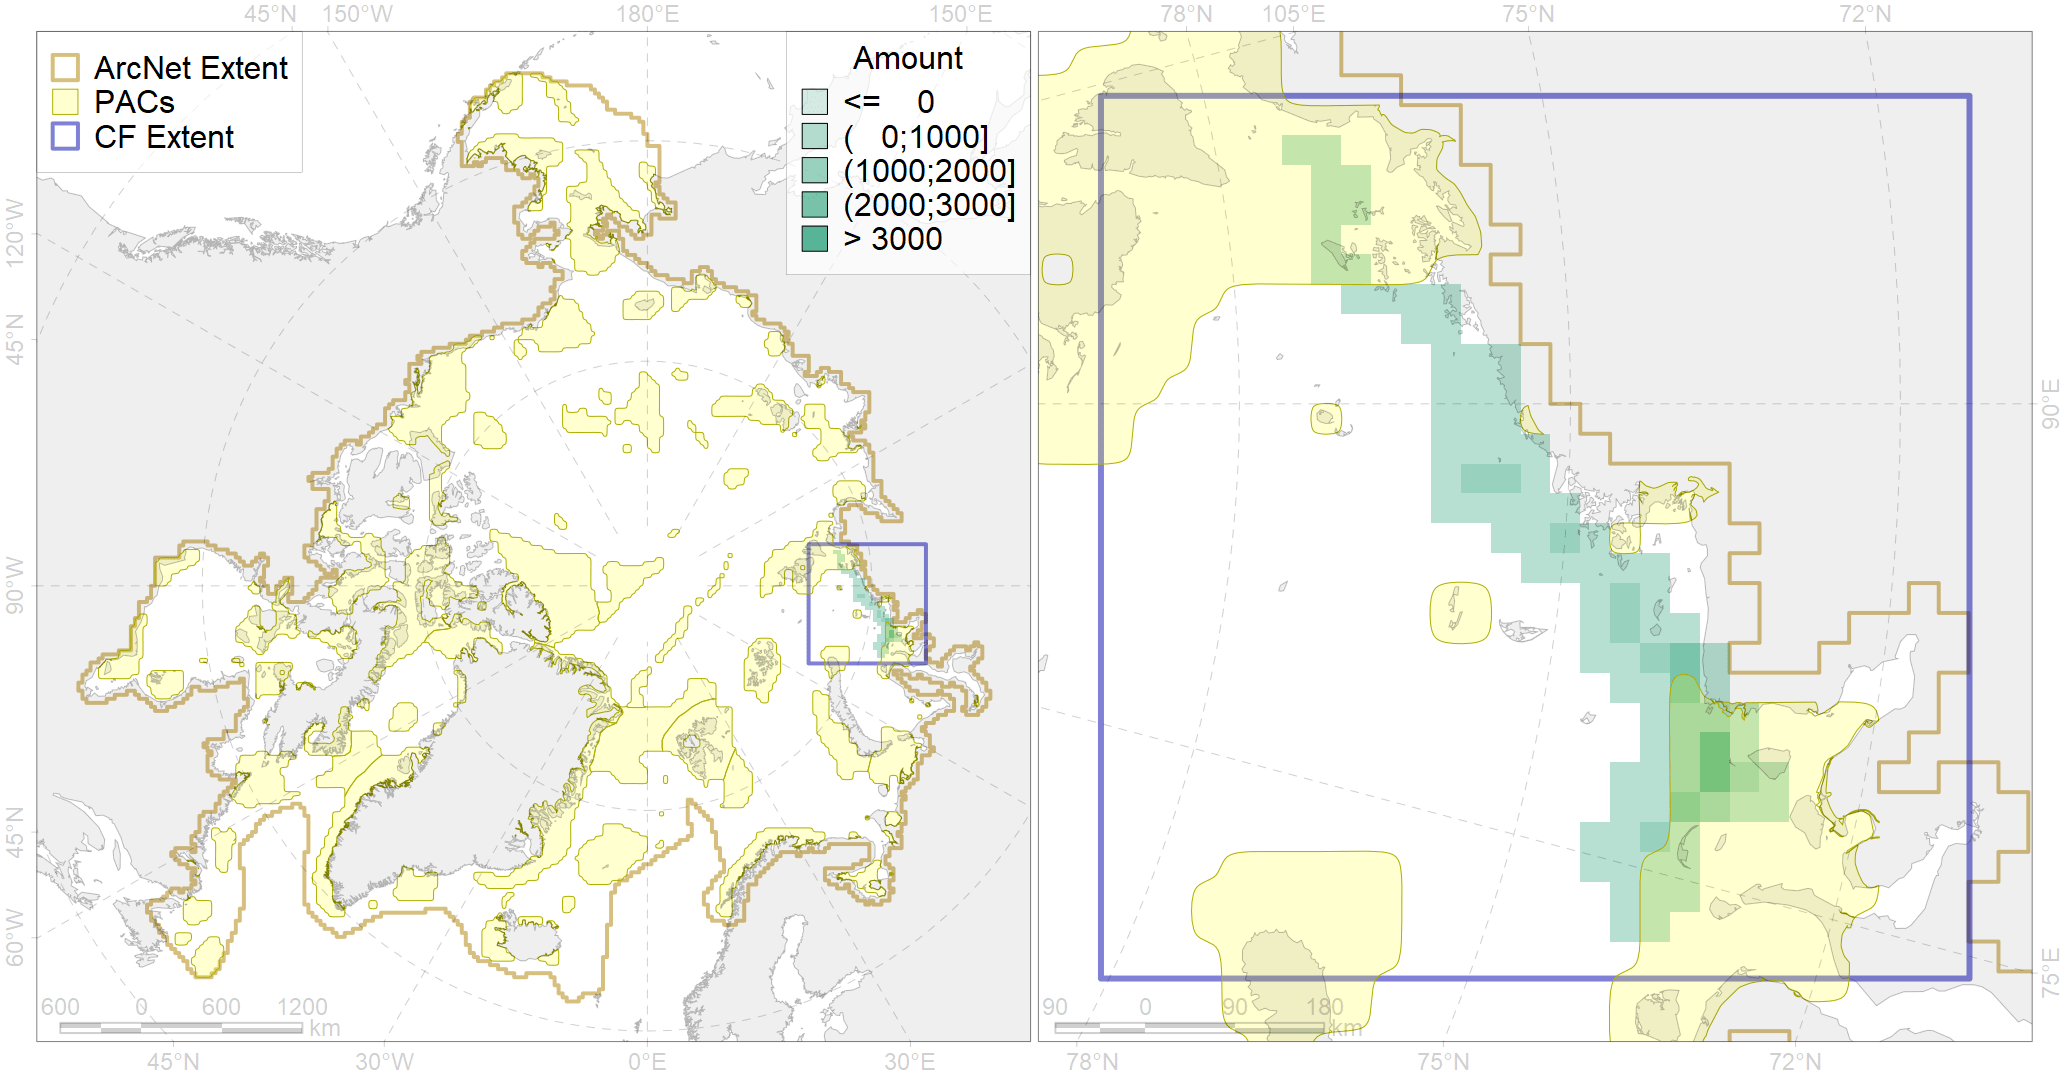 45°N 150°W 180°E 150°E 78°N 105°E 75°N 72°N
ArcNet Extent
PACs
CF Extent
Amount
<= 0
( 0;1000]
(1000;2000]
(2000;3000]
> 3000
120°W
45°N
90°W
45°N
60°W
90°E
75°E
600 0 600 1200
km
90 0 90 180
km
45°N 30°W 0°E 30°E 78°N 75°N 72°N